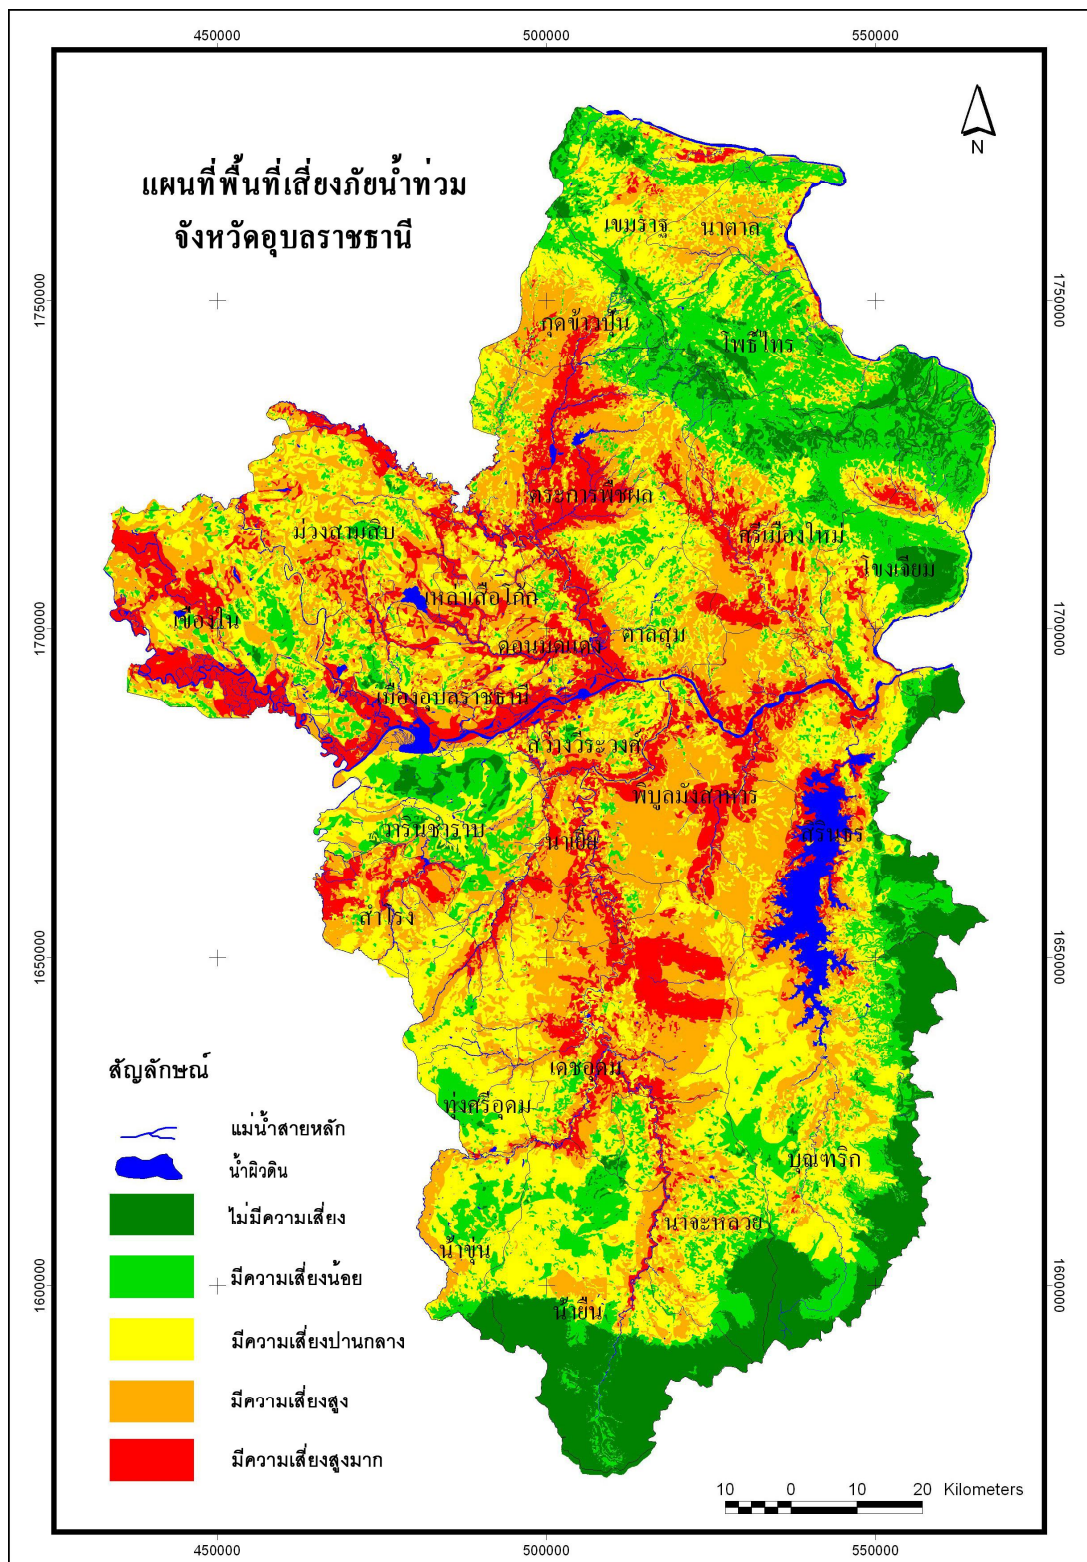 450000
500000
550000
N
แผนที่พื้นที่เสี่ยงภัยน้ำท่วม
จังหวัดอุบลราชธานี
1750000
1750000
เขมราฐ
นาตาล
กุดข้าวปุ้น
โพธิ์ไทร
ตระการพืชผล
ม่วงสามสิบ
ศรีเมืองใหม่
โขงเจียม
เหล่าเสือโก้ก
เขื่องใน
1700000
1700000
ตาลสุม
ดอนมดแดง
เมืองอุบลราชธานี
สว่างวีระวงศ์
พิบูลมังสาหาร
วารินชำราบ
นาเยีย
สิรินธร
สำโรง
1650000
1650000
เดชอุดม
ทุ่งศรีอุดม
บุณฑริก
นาจะหลวย
น้ำขุ่น
น้ำยืน
1600000
1600000
สัญลักษณ์
แม่น้ำสายหลัก
น้ำผิวดิน
ไม่มีความเสี่ยง
มีความเสี่ยงน้อย
มีความเสี่ยงปานกลาง
มีความเสี่ยงสูง
มีความเสี่ยงสูงมาก
10 0 10 20 Kilometers
450000
500000
550000